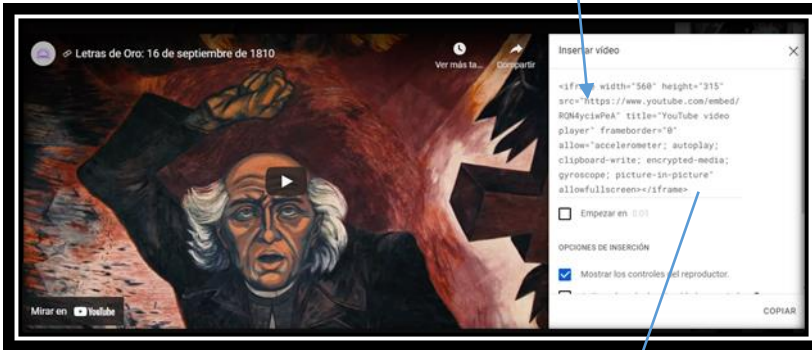 Letras de Oro: 16 de septiembre de 1810
Ver más ta...
Compartir
Mirar en YouTube
Insertar vídeo
<iframe width="560" height="315"
src="https://www.youtube.com/embed/
RQN4yciwPeA" title="YouTube video
player" frameborder="0"
allow="accelerometer; autoplay;
clipboard-write; encrypted-media;
gyroscope; picture-in-picture"
allowfullscreen></iframe>
Empezar en
OPCIONES DE INSERCIÓN
Mostrar los controles del reproductor.
COPIAR